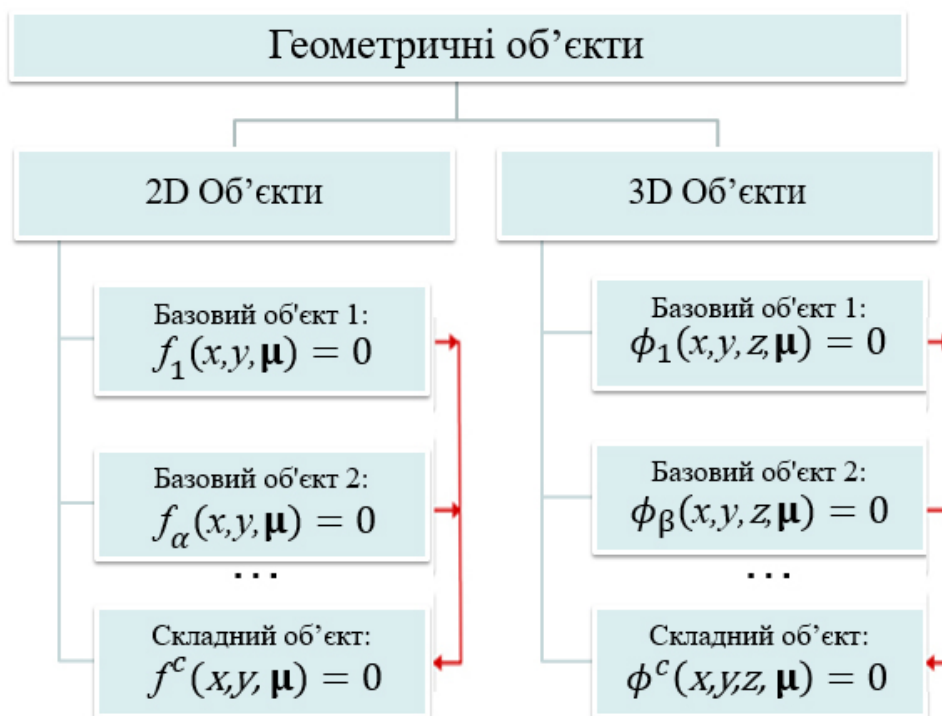 Геометричні об’єкти
2D Об’єкти
Базовий об'єкт 1:
f₁(x,y,μ) = 0
Базовий об'єкт 2:
f_α(x,y,μ) = 0
...
Складний об’єкт:
f^c(x,y, μ) = 0
3D Об’єкти
Базовий об'єкт 1:
ϕ₁(x,y,z,μ) = 0
Базовий об'єкт 2:
ϕ_β(x,y,z,μ) = 0
...
Складний об’єкт:
ϕ^c(x,y,z, μ) = 0